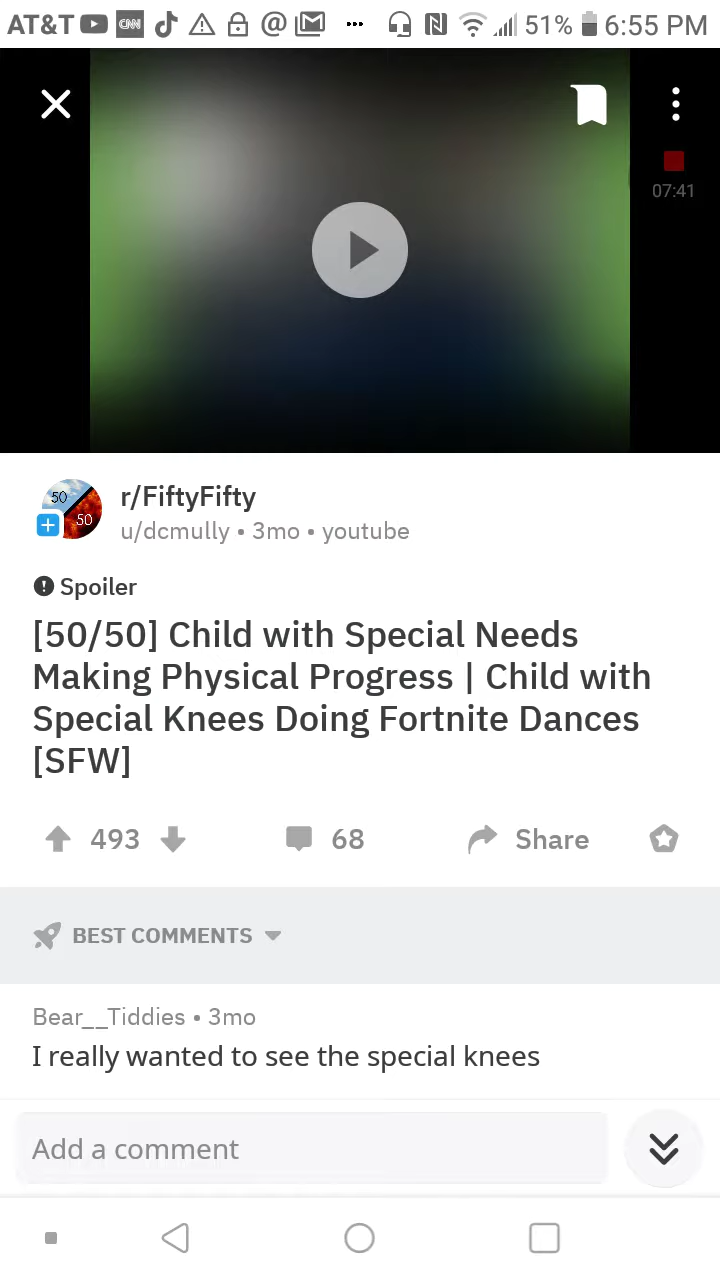 AT&T CNN @ M ... N 51% 6:55 PM
07:41
50
50
r/FiftyFifty
u/dcmully • 3mo • youtube
Spoiler
[50/50] Child with Special Needs
Making Physical Progress | Child with
Special Knees Doing Fortnite Dances
[SFW]
493 68 Share
BEST COMMENTS
Bear__Tiddies • 3mo
I really wanted to see the special knees
Add a comment